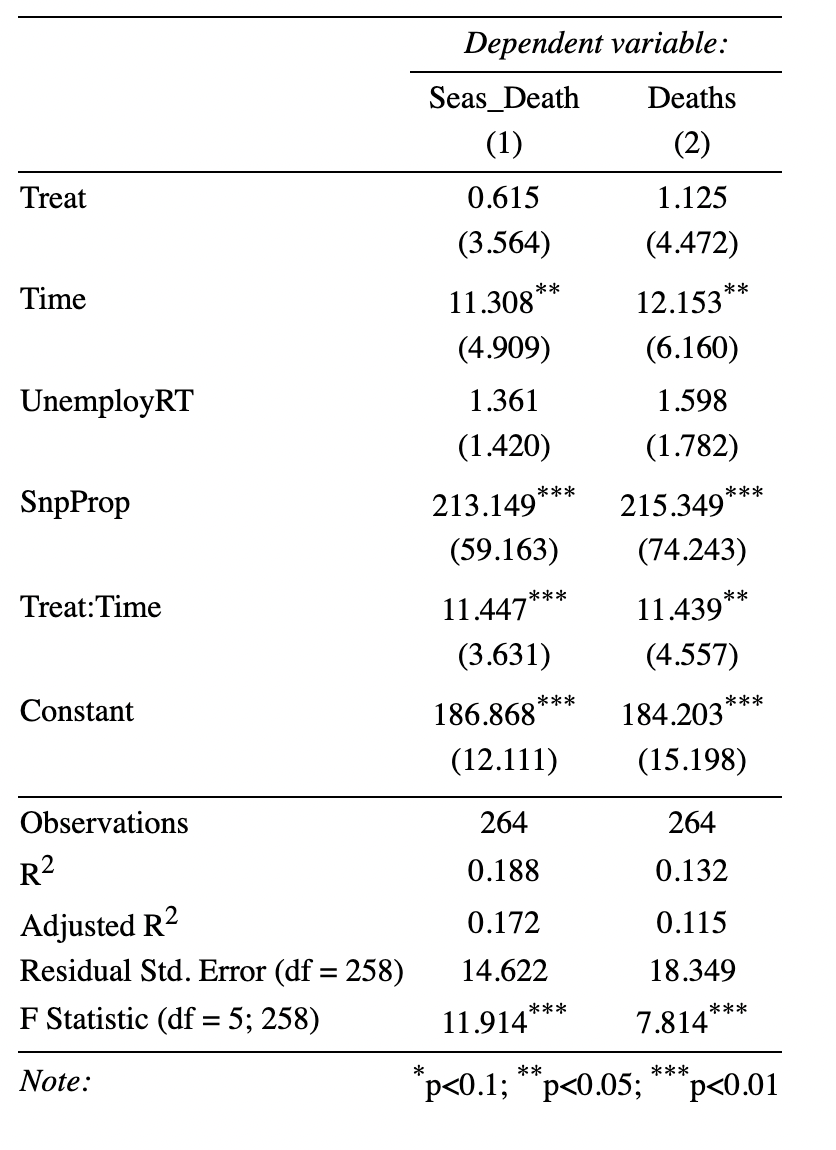 Dependent variable:
Seas_Death Deaths
(1) (2)
Treat 0.615 1.125
(3.564) (4.472)
Time 11.308** 12.153**
(4.909) (6.160)
UnemployRT 1.361 1.598
(1.420) (1.782)
SnpProp 213.149*** 215.349***
(59.163) (74.243)
Treat:Time 11.447*** 11.439**
(3.631) (4.557)
Constant 186.868*** 184.203***
(12.111) (15.198)
Observations 264 264
R2 0.188 0.132
Adjusted R2 0.172 0.115
Residual Std. Error (df = 258) 14.622 18.349
F Statistic (df = 5; 258) 11.914*** 7.814***
Note: *p<0.1; **p<0.05; ***p<0.01